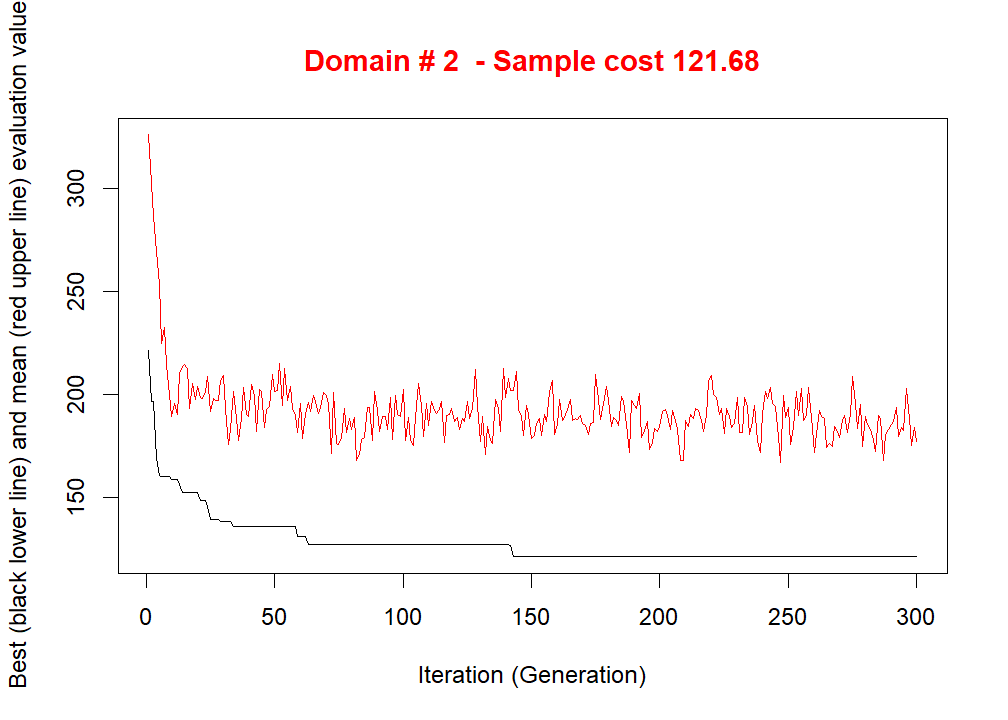 Domain # 2  - Sample cost 121.68
Best (black lower line) and mean (red upper line) evaluation value
300
250
200
150
0 50 100 150 200 250 300
Iteration (Generation)